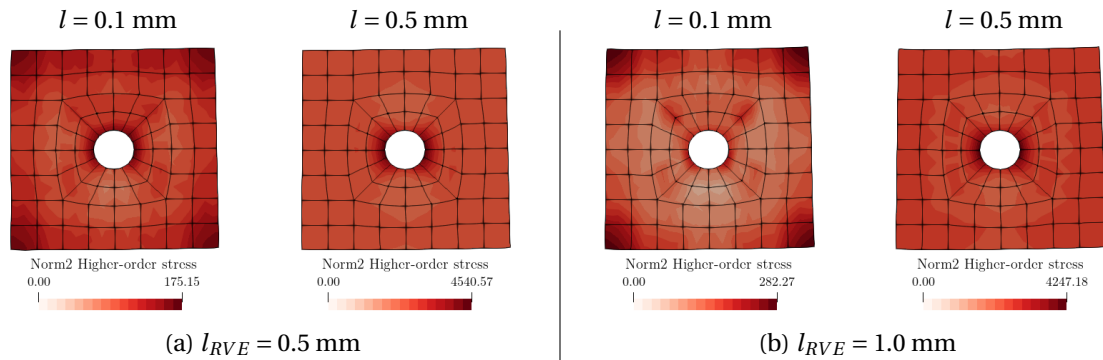 l = 0.1 mm l = 0.5 mm l = 0.1 mm l = 0.5 mm
Norm2 Higher-order stress Norm2 Higher-order stress Norm2 Higher-order stress Norm2 Higher-order stress
0.00 175.15 0.00 4540.57 0.00 282.27 0.00 4247.18
(a) l_RVE = 0.5 mm (b) l_RVE = 1.0 mm